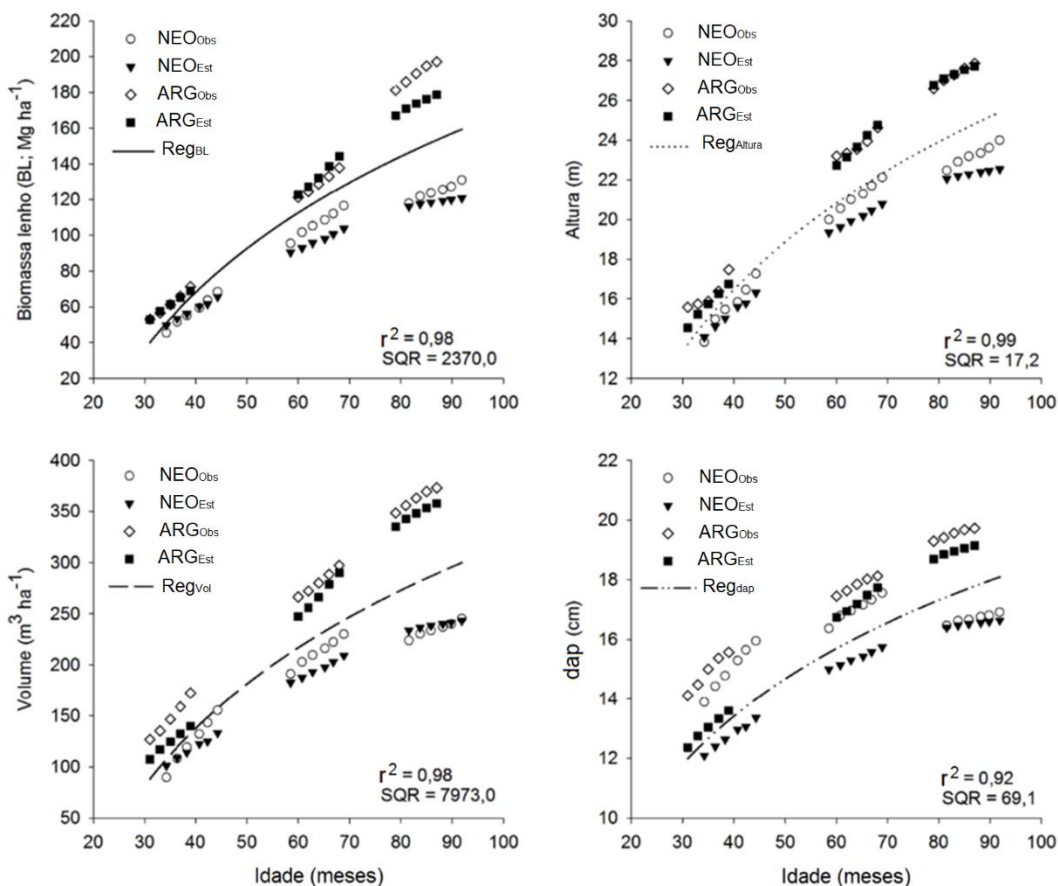 Biomassa lenho (BL; Mg ha⁻¹)
220
200
180
160
140
120
100
80
60
40
20
NEOObs
NEOEst
ARGObs
ARGEst
RegBL
r² = 0,98
SQR = 2370,0
20 30 40 50 60 70 80 90 100
Altura (m)
30
28
26
24
22
20
18
16
14
12
NEOObs
NEOEst
ARGObs
ARGEst
RegAltura
r² = 0,99
SQR = 17,2
20 30 40 50 60 70 80 90 100
Volume (m³ ha⁻¹)
400
350
300
250
200
150
100
50
NEOObs
NEOEst
ARGObs
ARGEst
RegVol
r² = 0,98
SQR = 7973,0
20 30 40 50 60 70 80 90 100
Idade (meses)
dap (cm)
22
20
18
16
14
12
10
NEOObs
NEOEst
ARGObs
ARGEst
Regdap
r² = 0,92
SQR = 69,1
20 30 40 50 60 70 80 90 100
Idade (meses)